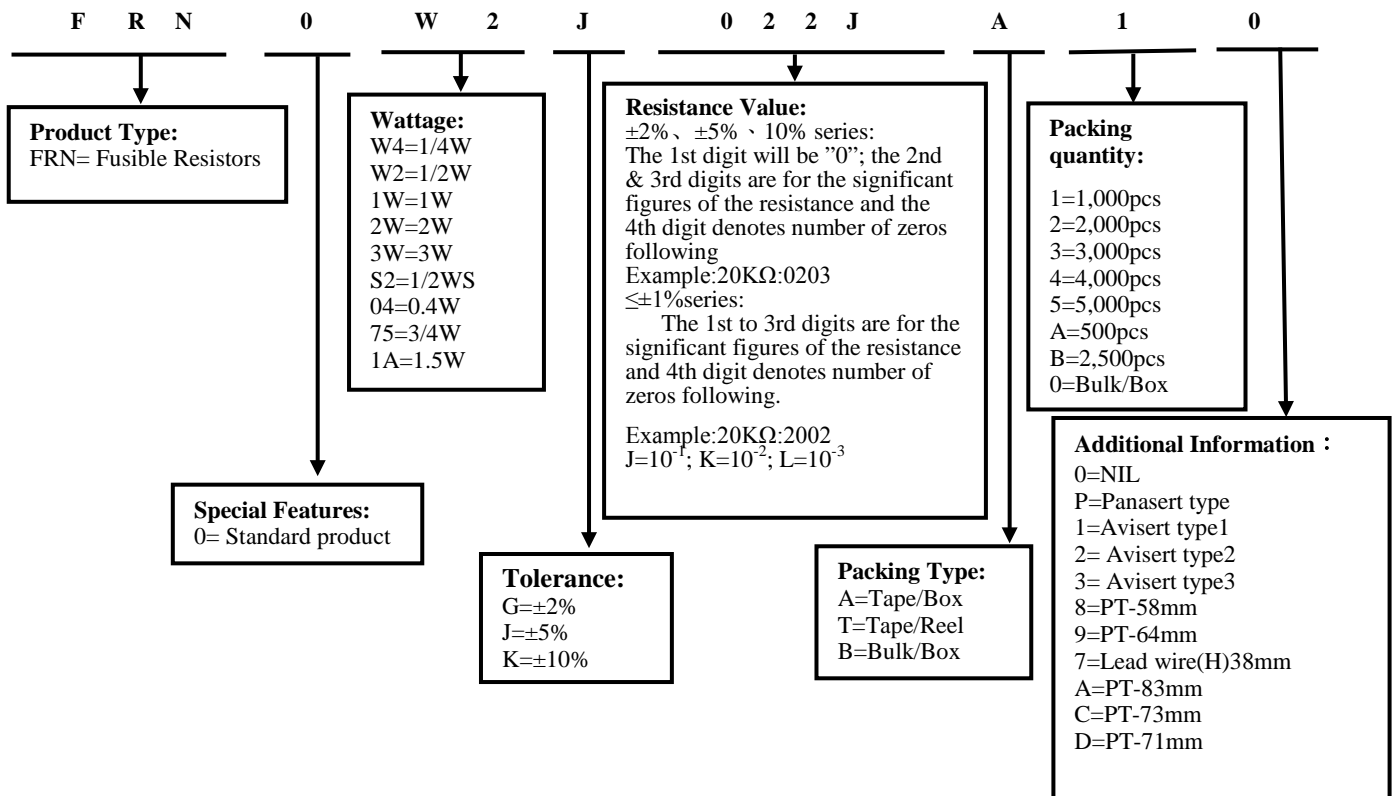 F R N 0 W 2 J 0 2 2 J A 1 0
Product Type:
FRN= Fusible Resistors
Wattage:
W4=1/4W
W2=1/2W
1W=1W
2W=2W
3W=3W
S2=1/2WS
04=0.4W
75=3/4W
1A=1.5W
Resistance Value:
±2%、±5%、10% series:
The 1st digit will be ”0”; the 2nd
& 3rd digits are for the significant
figures of the resistance and the
4th digit denotes number of zeros
following
Example:20KΩ:0203
≤±1%series:
The 1st to 3rd digits are for the
significant figures of the resistance
and 4th digit denotes number of
zeros following.
Example:20KΩ:2002
J=10⁻¹; K=10⁻²; L=10⁻³
Packing
quantity:
1=1,000pcs
2=2,000pcs
3=3,000pcs
4=4,000pcs
5=5,000pcs
A=500pcs
B=2,500pcs
0=Bulk/Box
Special Features:
0= Standard product
Tolerance:
G=±2%
J=±5%
K=±10%
Packing Type:
A=Tape/Box
T=Tape/Reel
B=Bulk/Box
Additional Information：
0=NIL
P=Panasert type
1=Avisert type1
2= Avisert type2
3= Avisert type3
8=PT-58mm
9=PT-64mm
7=Lead wire(H)38mm
A=PT-83mm
C=PT-73mm
D=PT-71mm